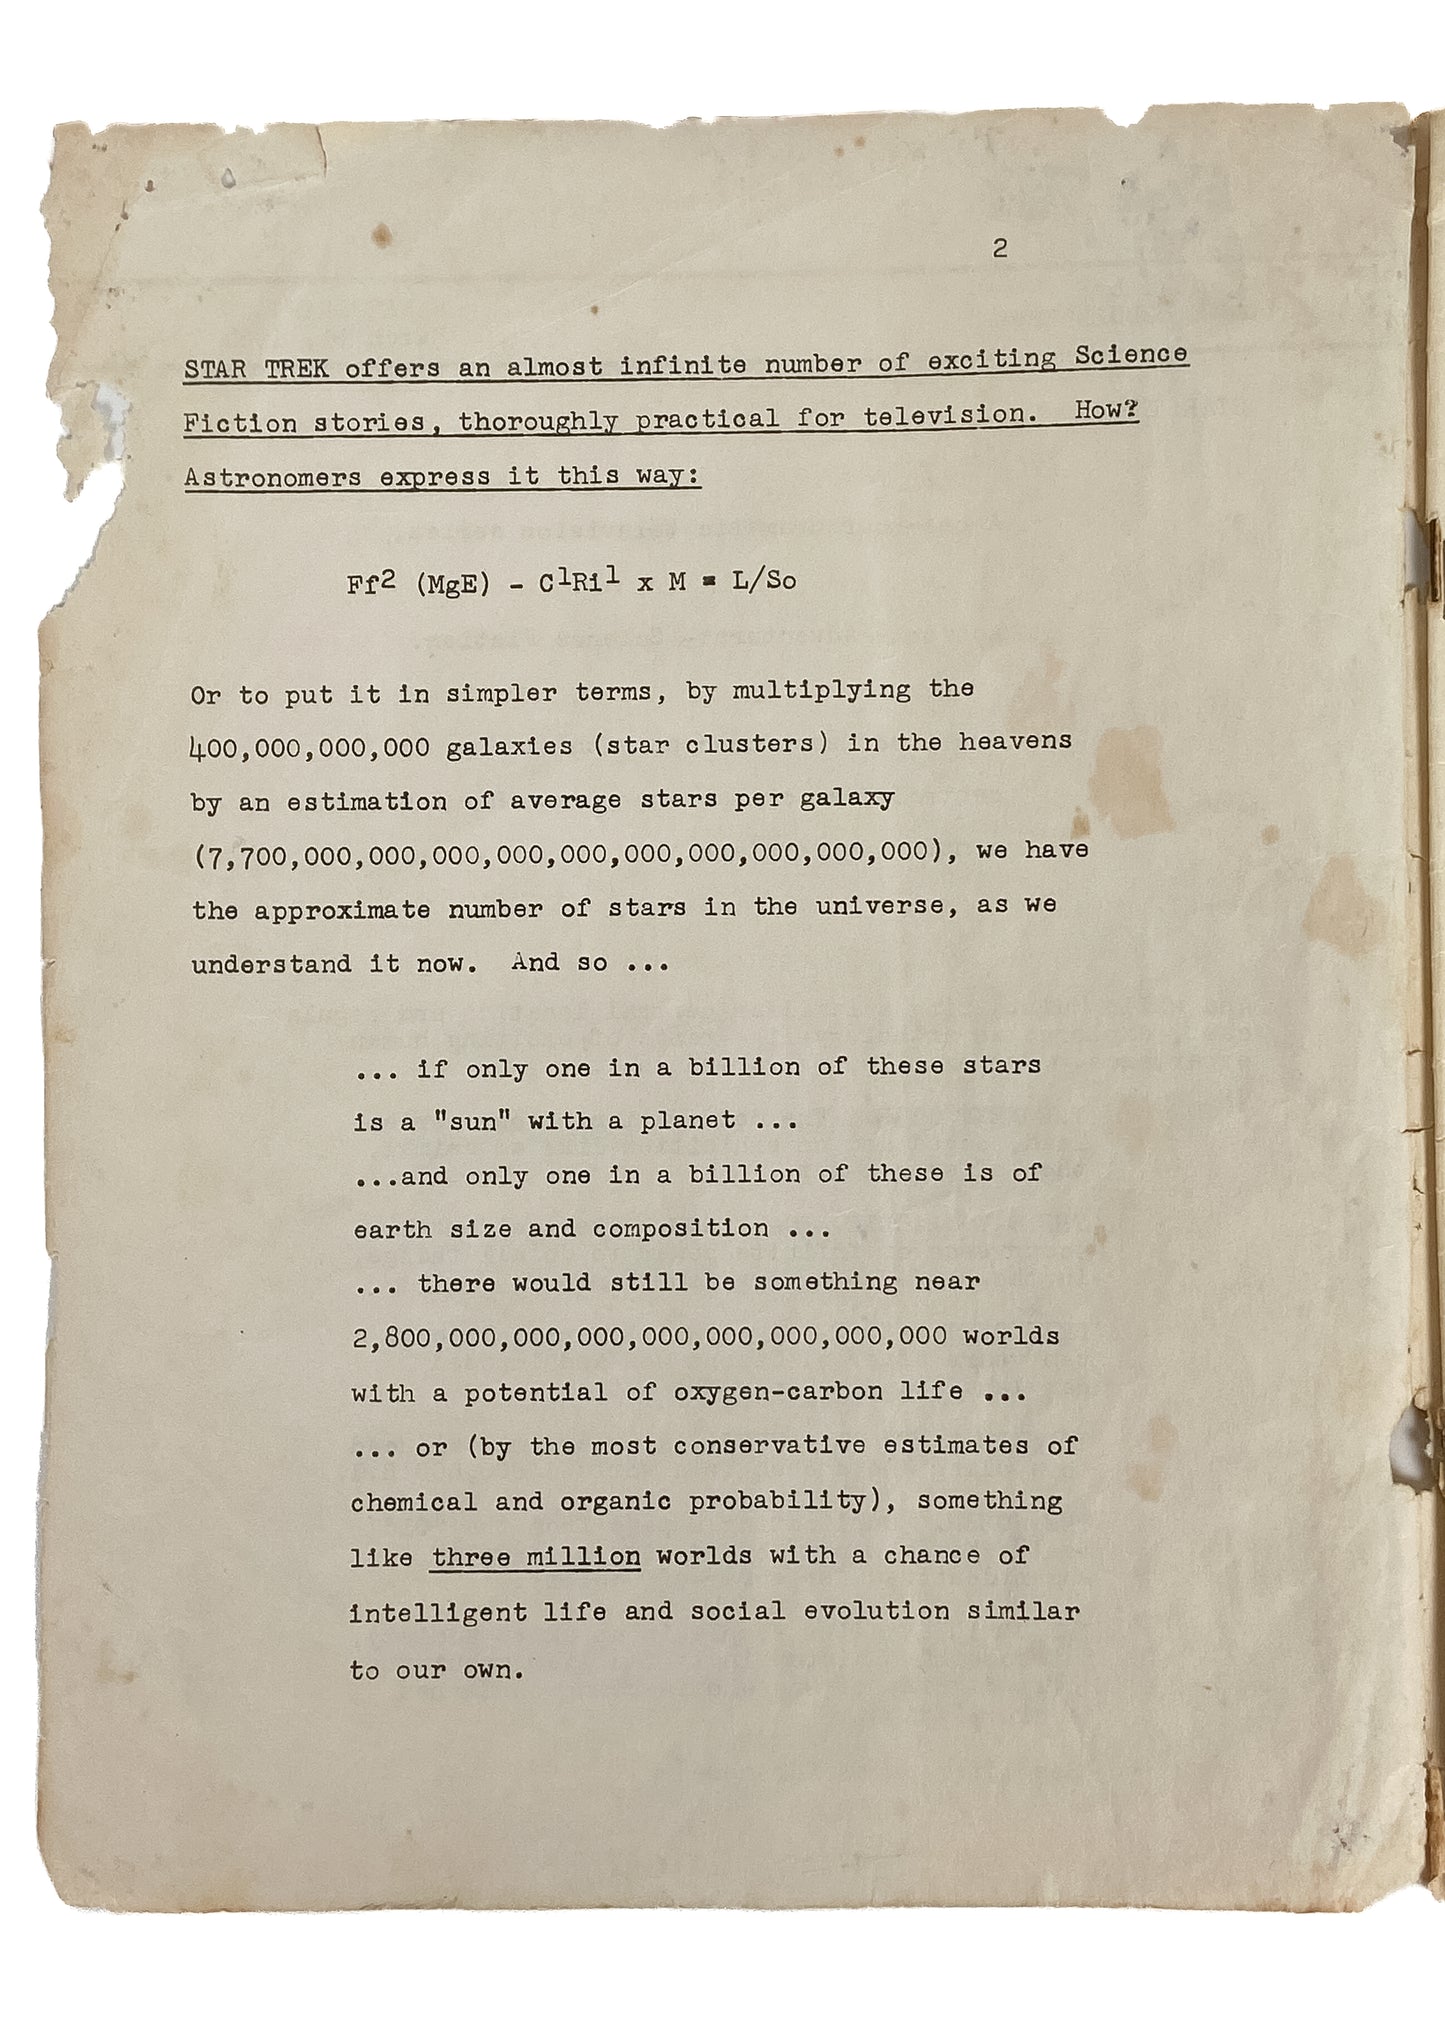 2
STAR TREK offers an almost infinite number of exciting Science
Fiction stories, thoroughly practical for television.  How?
Astronomers express it this way:
Ff² (MgE) - C¹Ri¹ x M = L/So
Or to put it in simpler terms, by multiplying the
400,000,000,000 galaxies (star clusters) in the heavens
by an estimation of average stars per galaxy
(7,700,000,000,000,000,000,000,000,000,000,000), we have
the approximate number of stars in the universe, as we
understand it now.  And so ...
... if only one in a billion of these stars
is a "sun" with a planet ...
...and only one in a billion of these is of
earth size and composition ...
... there would still be something near
2,800,000,000,000,000,000,000,000,000 worlds
with a potential of oxygen-carbon life ...
... or (by the most conservative estimates of
chemical and organic probability), something
like three million worlds with a chance of
intelligent life and social evolution similar
to our own.